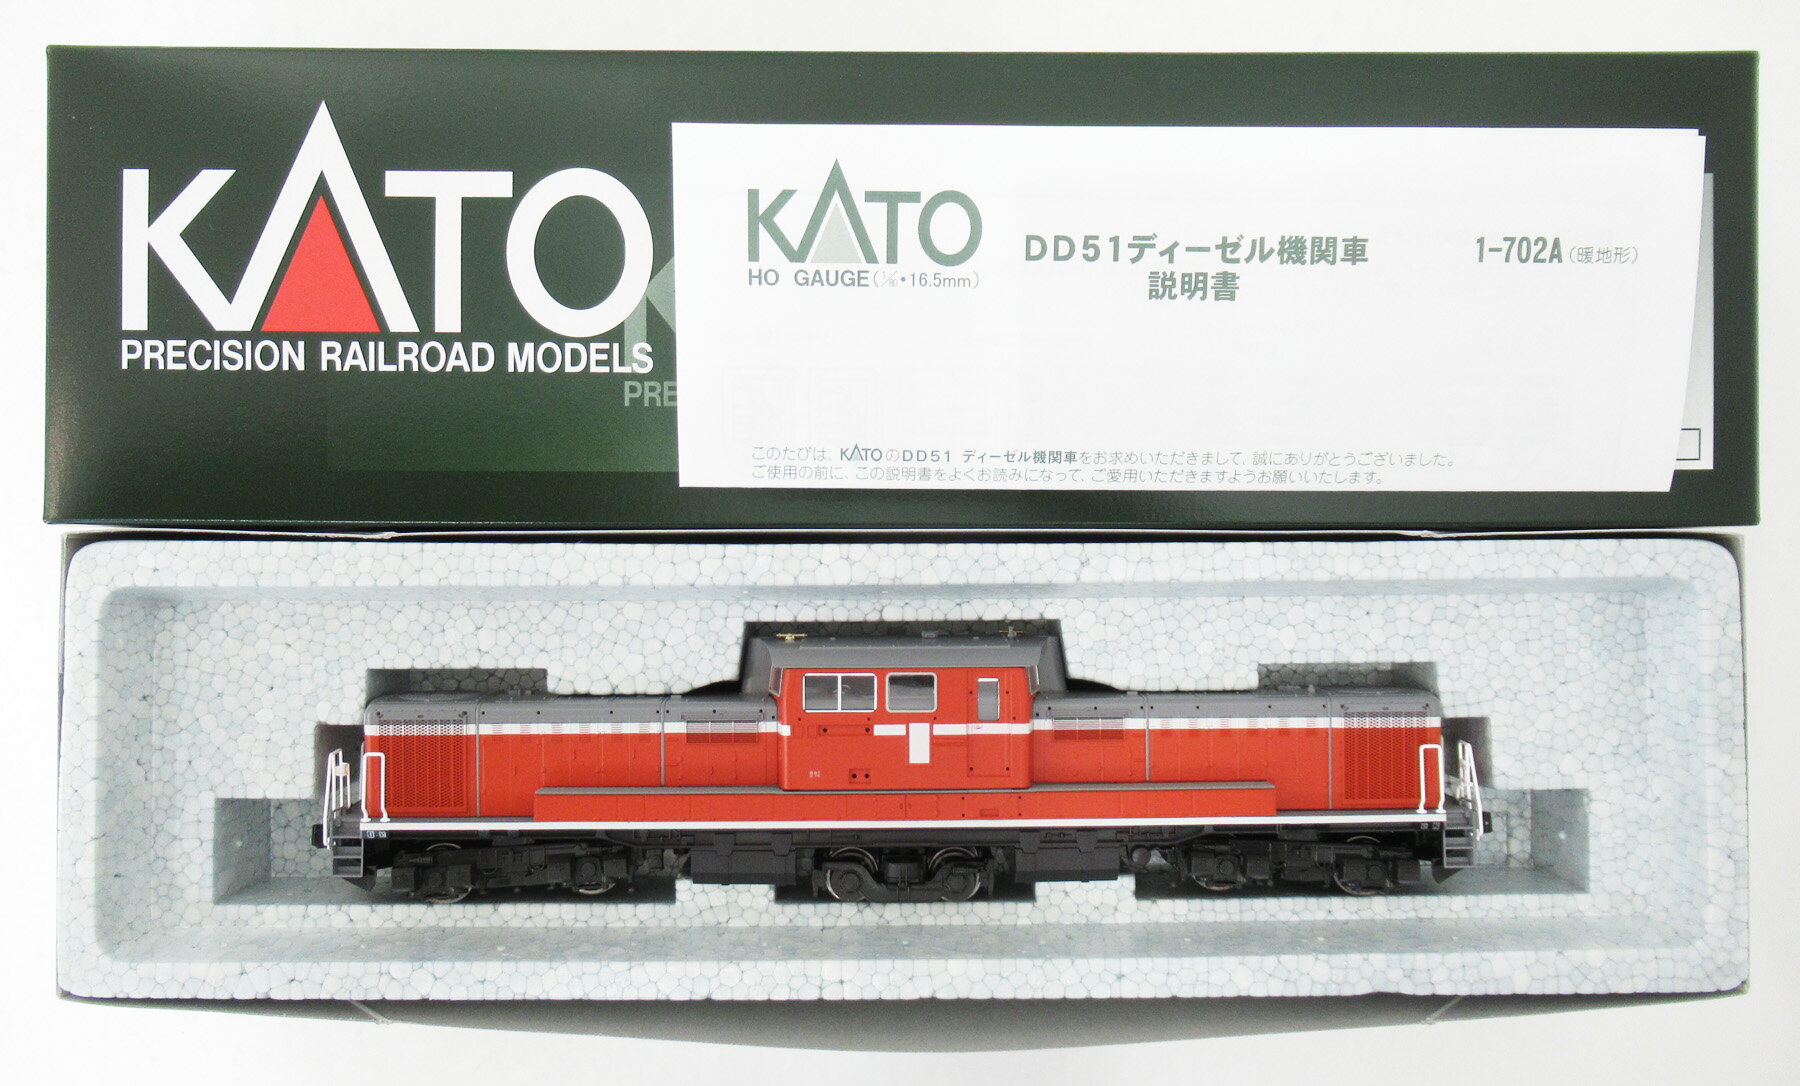 KATO
PRECISION RAILROAD MODELS
PRE
KATO
HO GAUGE(1/80・16.5mm)
DD51ディーゼル機関車 1-702A(暖地形)
説明書
このたびは、KATOのDD51 ディーゼル機関車をお求めいただきまして、誠にありがとうございました。
ご使用の前に、この説明書をよくお読みになって、ご愛用いただきますようお願いいたします。